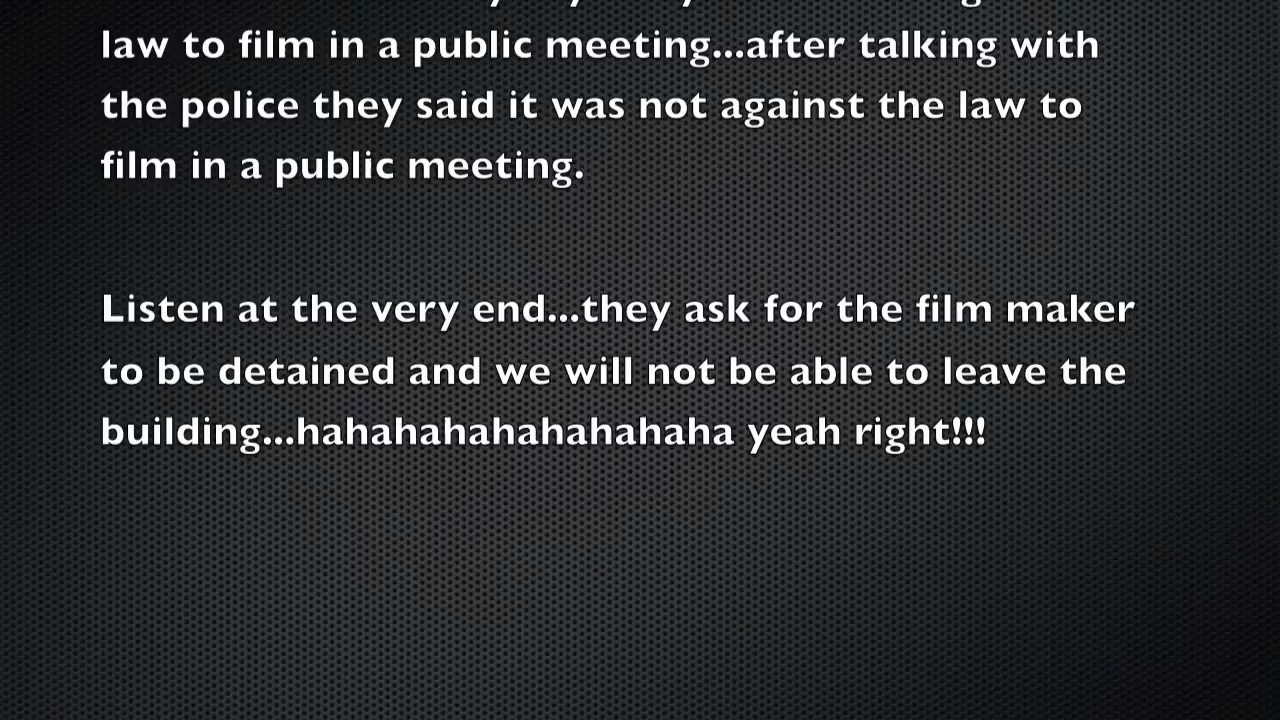 law to film in a public meeting...after talking with
the police they said it was not against the law to
film in a public meeting.
Listen at the very end...they ask for the film maker
to be detained and we will not be able to leave the
building...hahahahahahahahaha yeah right!!!